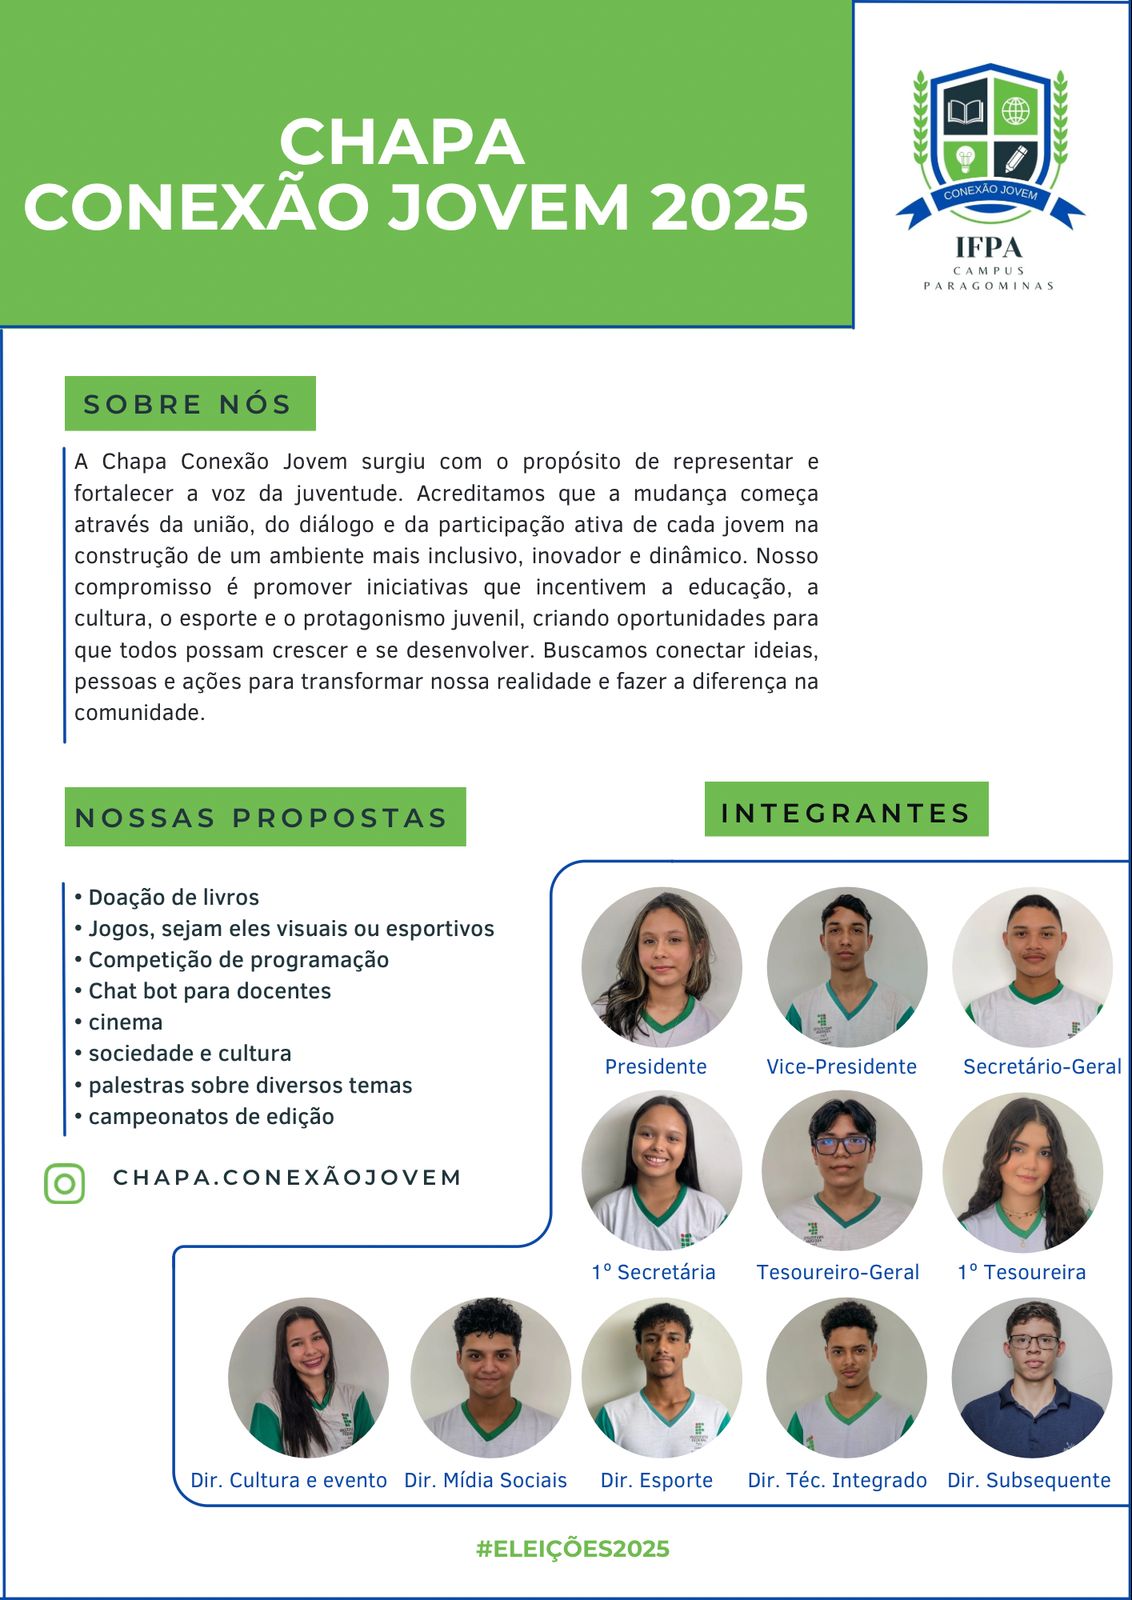 CHAPA
CONEXÃO JOVEM 2025
CONEXÃO JOVEM
IFPA
CAMPUS
PARAGOMINAS
SOBRE NÓS
A Chapa Conexão Jovem surgiu com o propósito de representar e
fortalecer a voz da juventude. Acreditamos que a mudança começa
através da união, do diálogo e da participação ativa de cada jovem na
construção de um ambiente mais inclusivo, inovador e dinâmico. Nosso
compromisso é promover iniciativas que incentivem a educação, a
cultura, o esporte e o protagonismo juvenil, criando oportunidades para
que todos possam crescer e se desenvolver. Buscamos conectar ideias,
pessoas e ações para transformar nossa realidade e fazer a diferença na
comunidade.
NOSSAS PROPOSTAS
• Doação de livros
• Jogos, sejam eles visuais ou esportivos
• Competição de programação
• Chat bot para docentes
• cinema
• sociedade e cultura
• palestras sobre diversos temas
• campeonatos de edição
CHAPA.CONEXÃOJOVEM
INTEGRANTES
Presidente
Vice-Presidente
Secretário-Geral
1º Secretária
Tesoureiro-Geral
1º Tesoureira
Dir. Cultura e evento
Dir. Mídia Sociais
Dir. Esporte
Dir. Téc. Integrado
Dir. Subsequente
#ELEIÇÕES2025